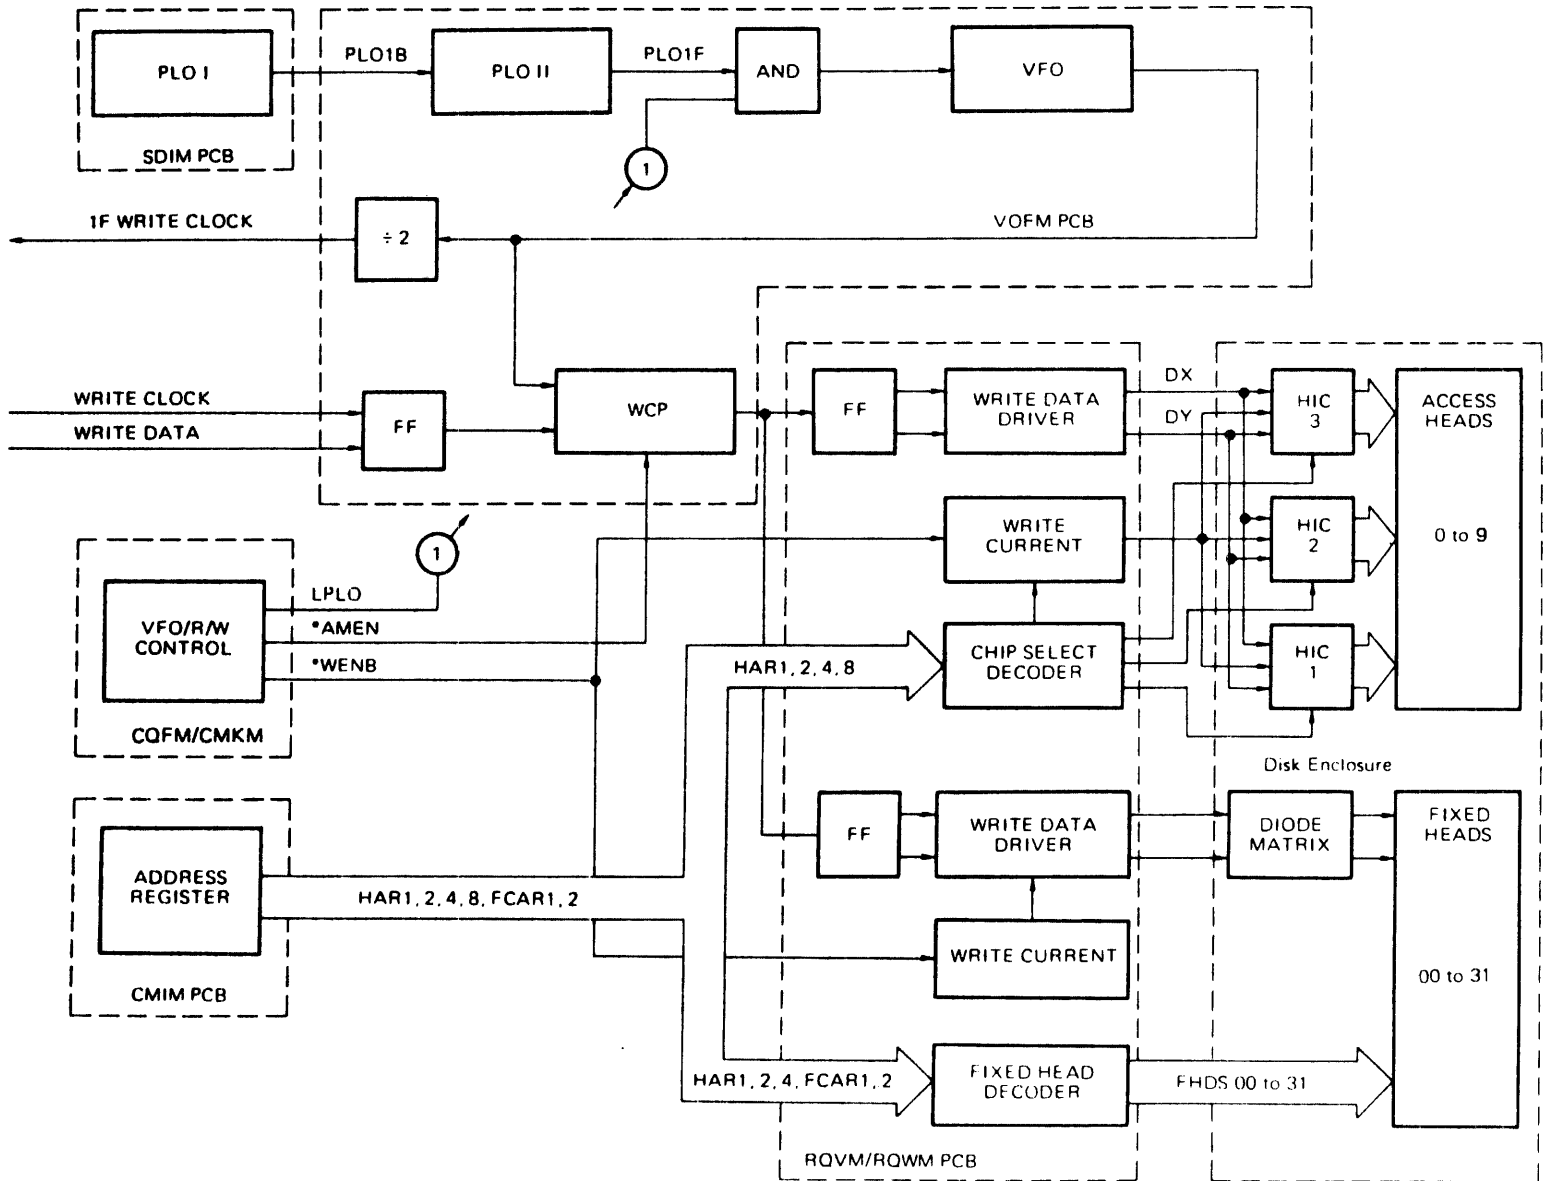 PLO I
PLO1B
PLO II
PLO1F
AND
VFO
SDIM PCB
1
1F WRITE CLOCK
÷ 2
VOFM PCB
WRITE CLOCK
WRITE DATA
FF
WCP
FF
WRITE DATA
DRIVER
DX
DY
HIC
3
ACCESS
HEADS
0 to 9
WRITE
CURRENT
HIC
2
1
LPLO
*AMEN
*WENB
VFO/R/W
CONTROL
CQFM/CMKM
HAR1, 2, 4, 8
CHIP SELECT
DECODER
HIC
1
Disk Enclosure
ADDRESS
REGISTER
CMIM PCB
HAR1, 2, 4, 8, FCAR1, 2
FF
WRITE DATA
DRIVER
DIODE
MATRIX
FIXED
HEADS
00 to 31
WRITE CURRENT
HAR1, 2, 4, FCAR1, 2
FIXED HEAD
DECODER
FHDS 00 to 31
RQVM/RQWM PCB